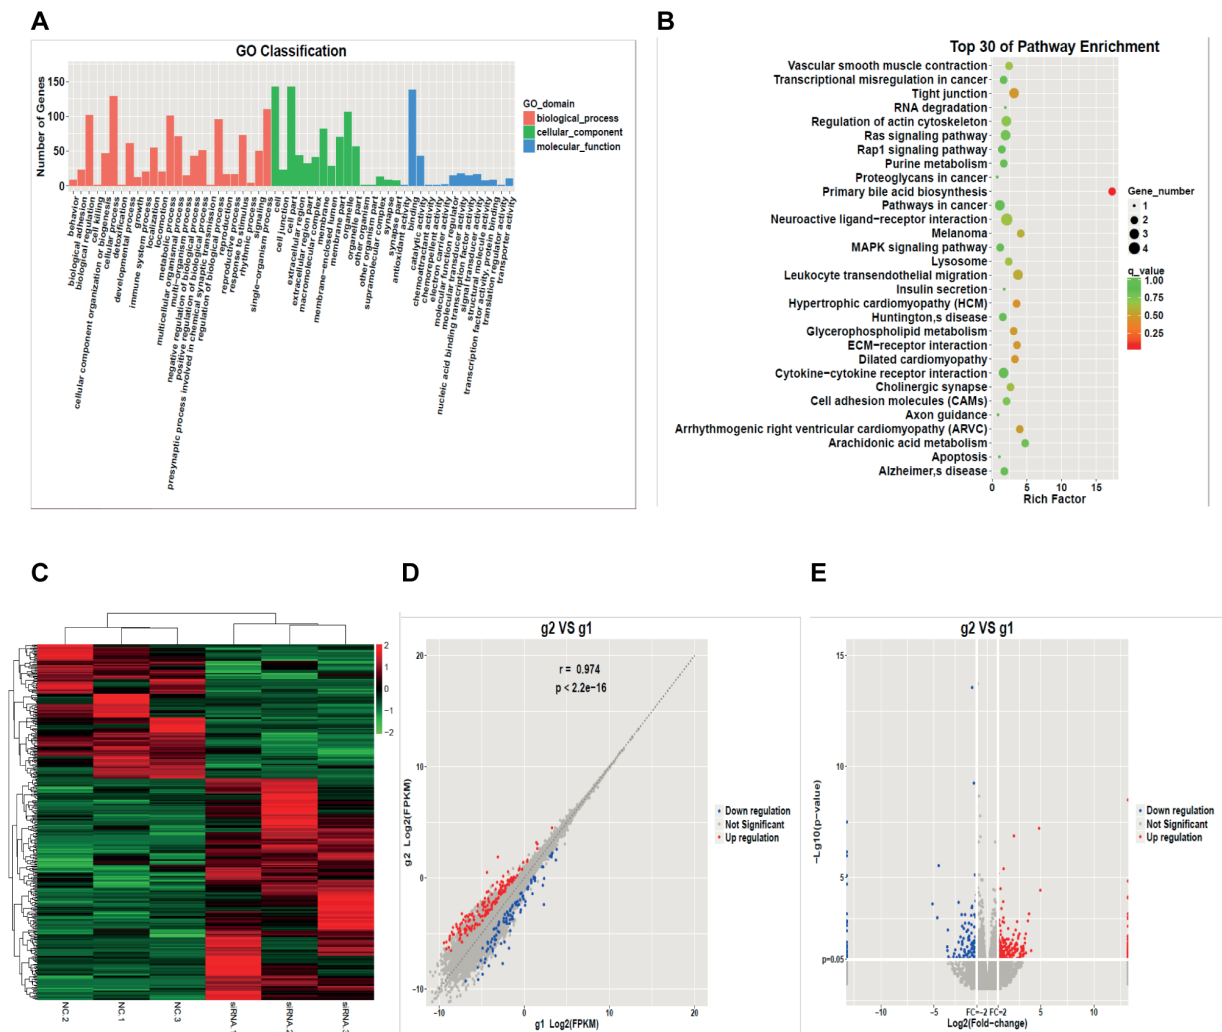 A
GO Classification
Number of Genes
150
100
50
0
behavior
biological adhesion
biological regulation
cell killing
cellular component organization or biogenesis
cellular process
detoxification
developmental process
growth
immune system process
localization
locomotion
metabolic process
multicellular organismal process
multi-organism process
negative regulation of biological process
positive regulation of biological process
presynaptic process involved in chemical synaptic transmission
regulation of biological process
reproduction
reproductive process
response to stimulus
rhythmic process
signaling
single-organism process
cell
cell junction
cell part
extracellular region
extracellular region part
macromolecular complex
membrane
membrane-enclosed lumen
membrane part
organelle
organelle part
other organism
other organism part
supramolecular complex
synapse
synapse part
antioxidant activity
binding
catalytic activity
chemoattractant activity
chemorepellent activity
electron carrier activity
molecular function regulator
molecular transducer activity
nucleic acid binding transcription factor activity
signal transducer activity
structural molecule activity
transcription factor activity, protein binding
translation regulator activity
transporter activity
GO_domain
biological_process
cellular_component
molecular_function
B
Top 30 of Pathway Enrichment
Vascular smooth muscle contraction
Transcriptional misregulation in cancer
Tight junction
RNA degradation
Regulation of actin cytoskeleton
Ras signaling pathway
Rap1 signaling pathway
Purine metabolism
Proteoglycans in cancer
Primary bile acid biosynthesis
Pathways in cancer
Neuroactive ligand−receptor interaction
Melanoma
MAPK signaling pathway
Lysosome
Leukocyte transendothelial migration
Insulin secretion
Hypertrophic cardiomyopathy (HCM)
Huntington,s disease
Glycerophospholipid metabolism
ECM−receptor interaction
Dilated cardiomyopathy
Cytokine−cytokine receptor interaction
Cholinergic synapse
Cell adhesion molecules (CAMs)
Axon guidance
Arrhythmogenic right ventricular cardiomyopathy (ARVC)
Arachidonic acid metabolism
Apoptosis
Alzheimer,s disease
0 5 10 15
Rich Factor
Gene_number
1
2
3
4
q_value
1.00
0.75
0.50
0.25
C
2
1
0
−1
−2
NC.2
NC.1
NC.3
siRNA.1
siRNA.2
siRNA.3
D
g2 VS g1
r = 0.974
p < 2.2e−16
g2 Log2(FPKM)
20
10
0
−10
−10 0 10 20
g1 Log2(FPKM)
Down regulation
Not Significant
Up regulation
E
g2 VS g1
−Lg10(p−value)
15
10
5
p=0.05
−10 −5 FC=−2 FC=2 5 10
Log2(Fold−change)
Down regulation
Not Significant
Up regulation